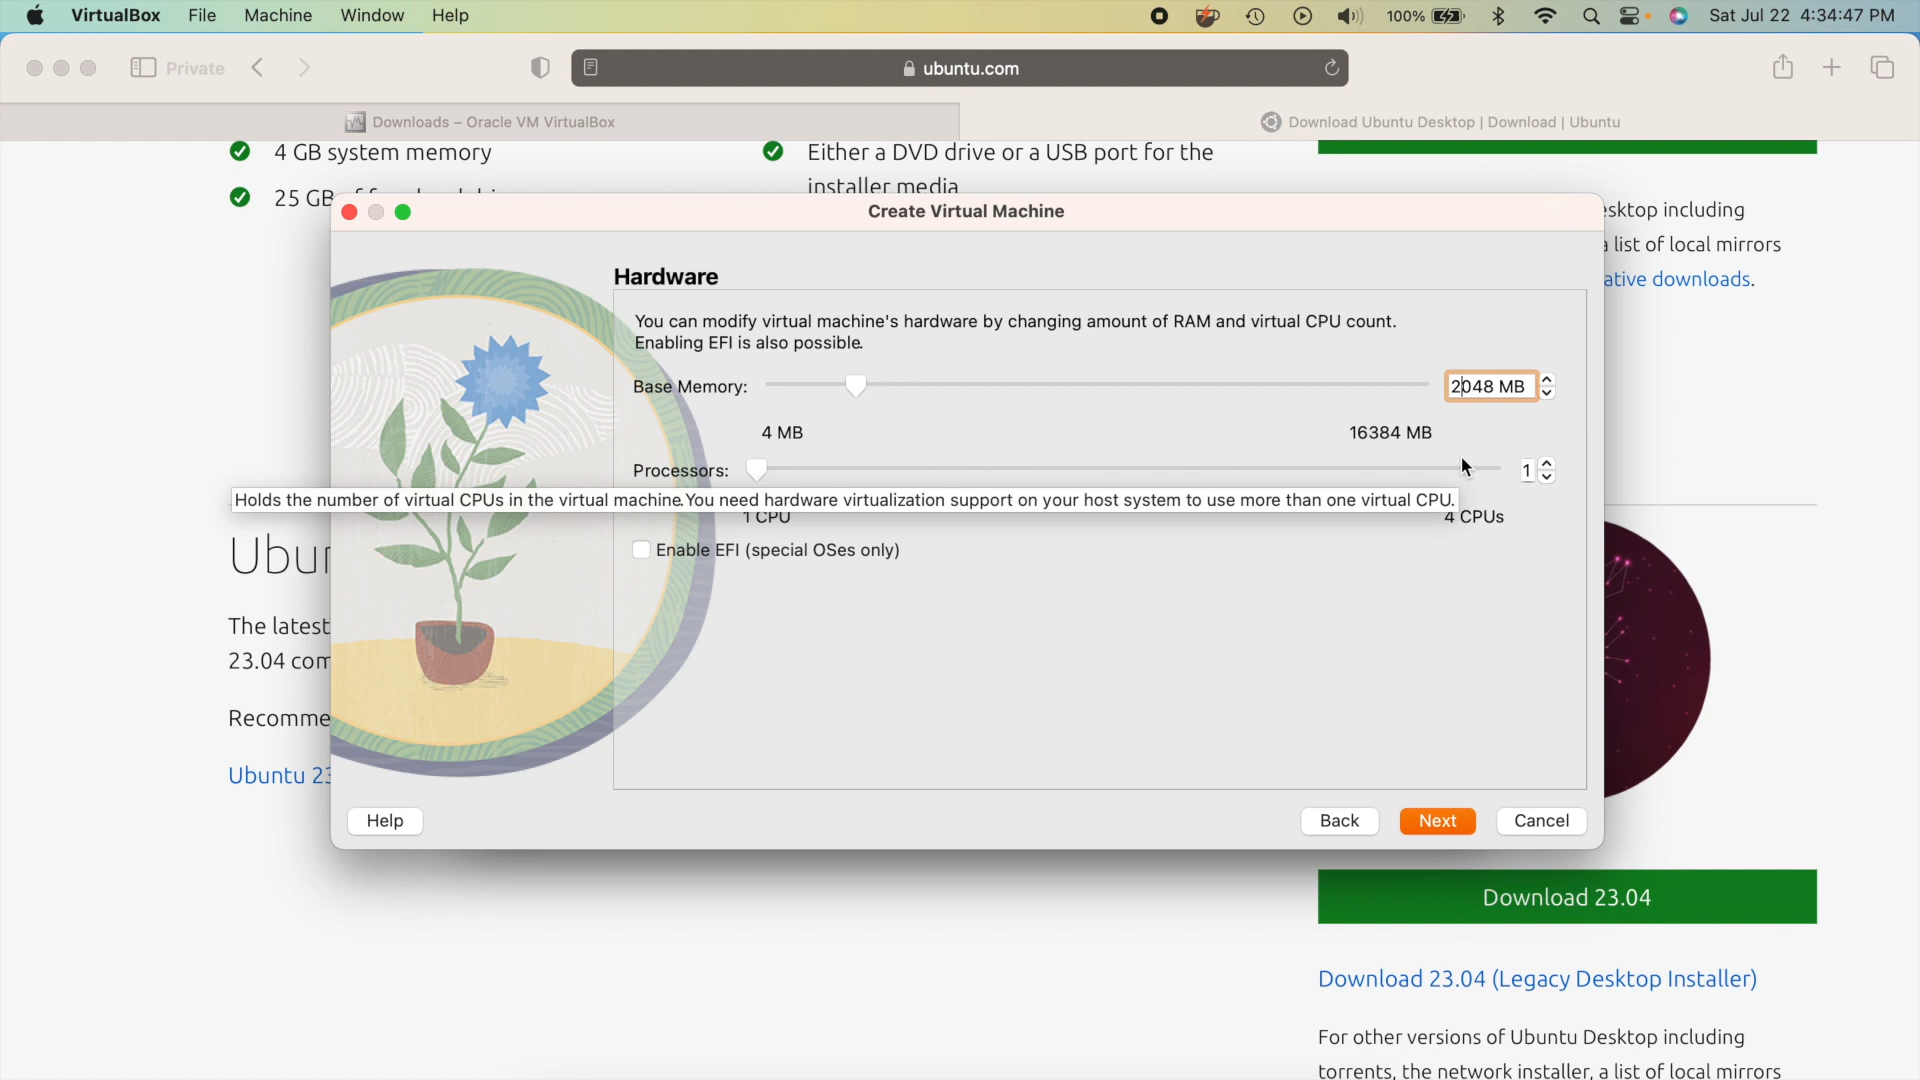 VirtualBox File Machine Window Help 100% Sat Jul 22 4:34:47 PM
Private ubuntu.com
Downloads – Oracle VM VirtualBox Download Ubuntu Desktop | Download | Ubuntu
4 GB system memory Either a DVD drive or a USB port for the
installer media
25 GB
Create Virtual Machine
esktop including
a list of local mirrors
ative downloads.
Hardware
You can modify virtual machine's hardware by changing amount of RAM and virtual CPU count.
Enabling EFI is also possible.
Base Memory: 2048 MB
4 MB 16384 MB
Processors: 1
Holds the number of virtual CPUs in the virtual machine.You need hardware virtualization support on your host system to use more than one virtual CPU.
1 CPU 4 CPUs
Enable EFI (special OSes only)
Ubun
The latest
23.04 com
Recomme
Ubuntu 23
Help Back Next Cancel
Download 23.04
Download 23.04 (Legacy Desktop Installer)
For other versions of Ubuntu Desktop including
torrents, the network installer, a list of local mirrors